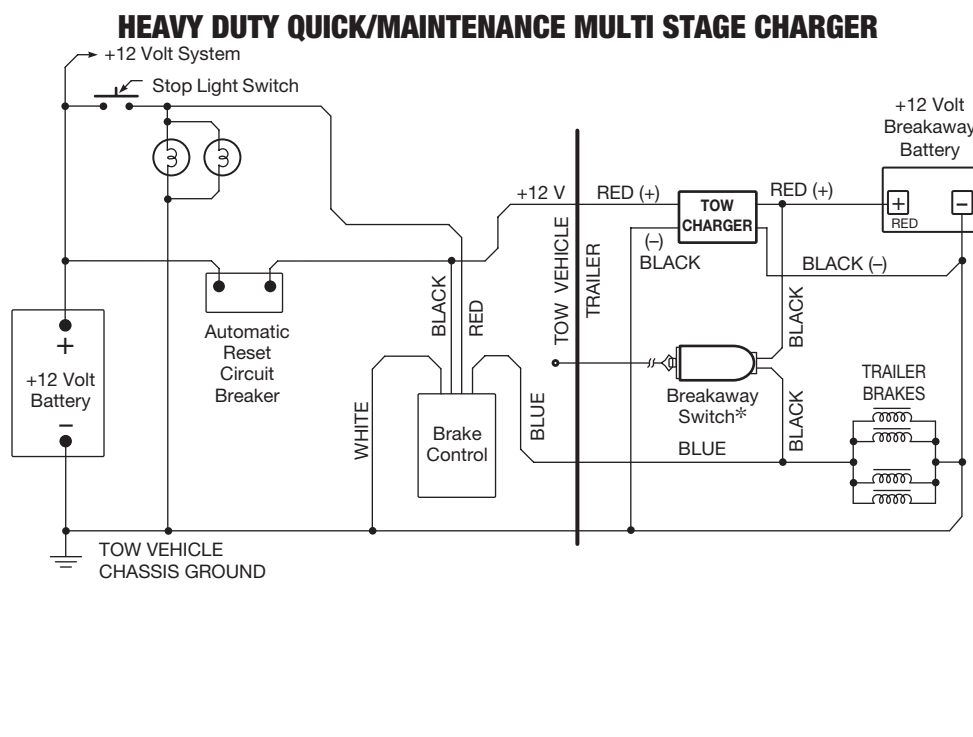 HEAVY DUTY QUICK/MAINTENANCE MULTI STAGE CHARGER
+12 Volt System
Stop Light Switch
+12 Volt
Breakaway
Battery
+12 V
RED (+)
TOW
CHARGER
RED (+)
+
−
RED
(−)
BLACK
BLACK (−)
TOW VEHICLE
TRAILER
BLACK
RED
BLACK
Automatic
Reset
Circuit
Breaker
+
+12 Volt
Battery
−
WHITE
Brake
Control
BLUE
Breakaway
Switch*
BLACK
BLUE
TRAILER
BRAKES
TOW VEHICLE
CHASSIS GROUND